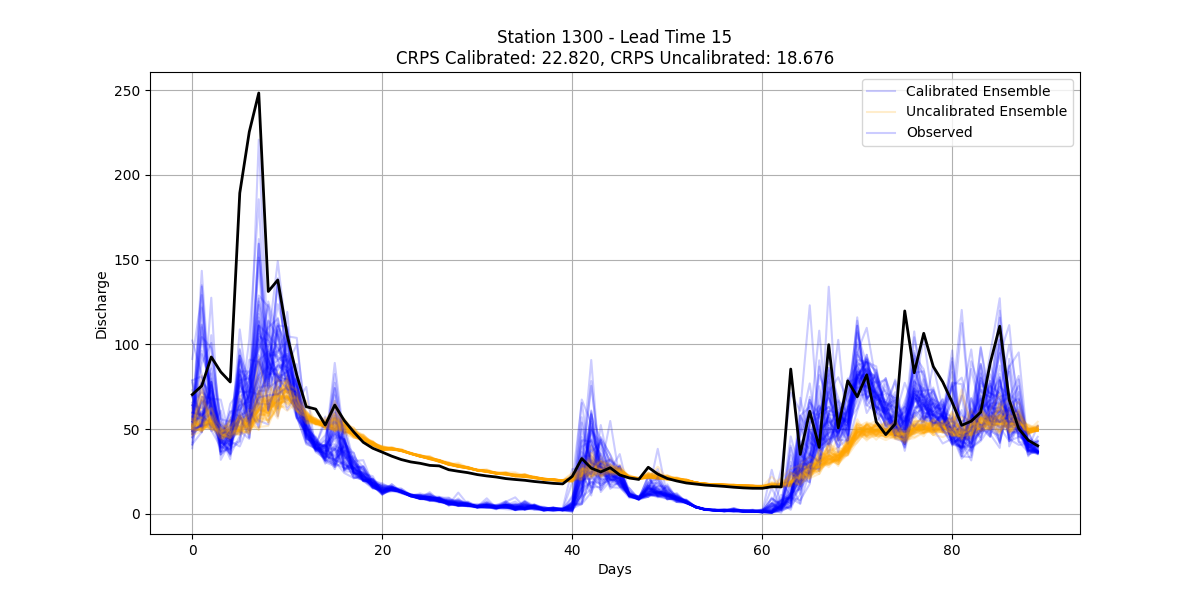 Station 1300 - Lead Time 15
CRPS Calibrated: 22.820, CRPS Uncalibrated: 18.676
Calibrated Ensemble
Uncalibrated Ensemble
Observed
250
200
150
100
50
0
Discharge
0 20 40 60 80
Days